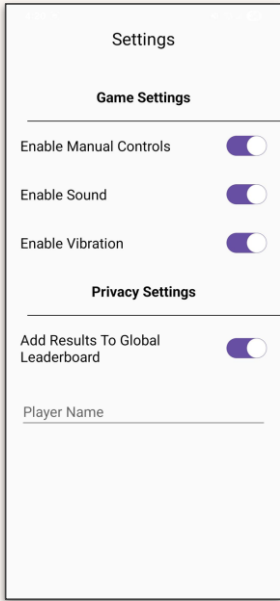 Settings
Game Settings
Enable Manual Controls
Enable Sound
Enable Vibration
Privacy Settings
Add Results To Global
Leaderboard
Player Name